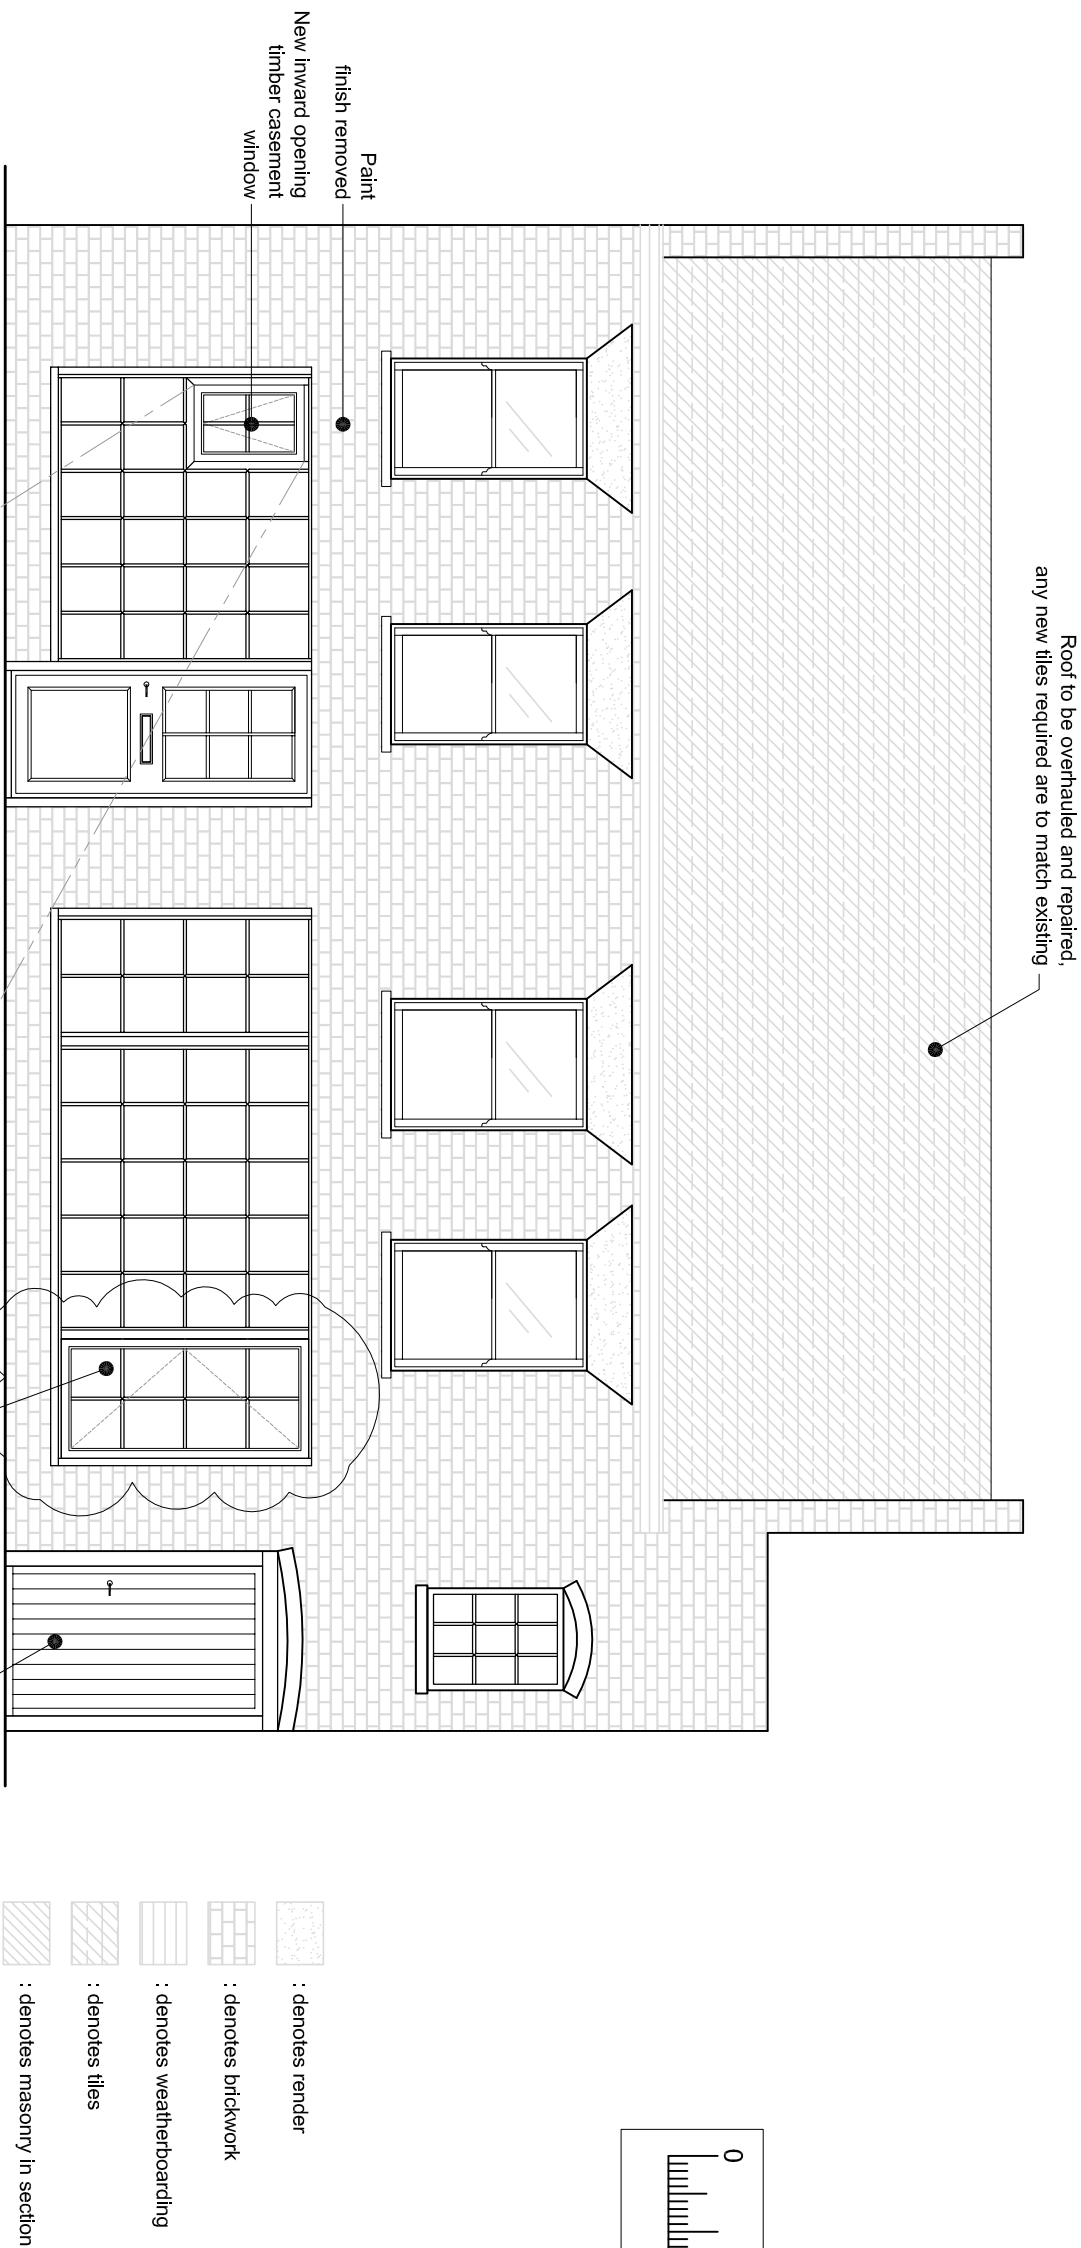 Roof to be overhauled and repaired,
any new tiles required are to match existing
Paint
finish removed
New inward opening
timber casement
window
: denotes render
: denotes brickwork
: denotes weatherboarding
: denotes tiles
: denotes masonry in section
0